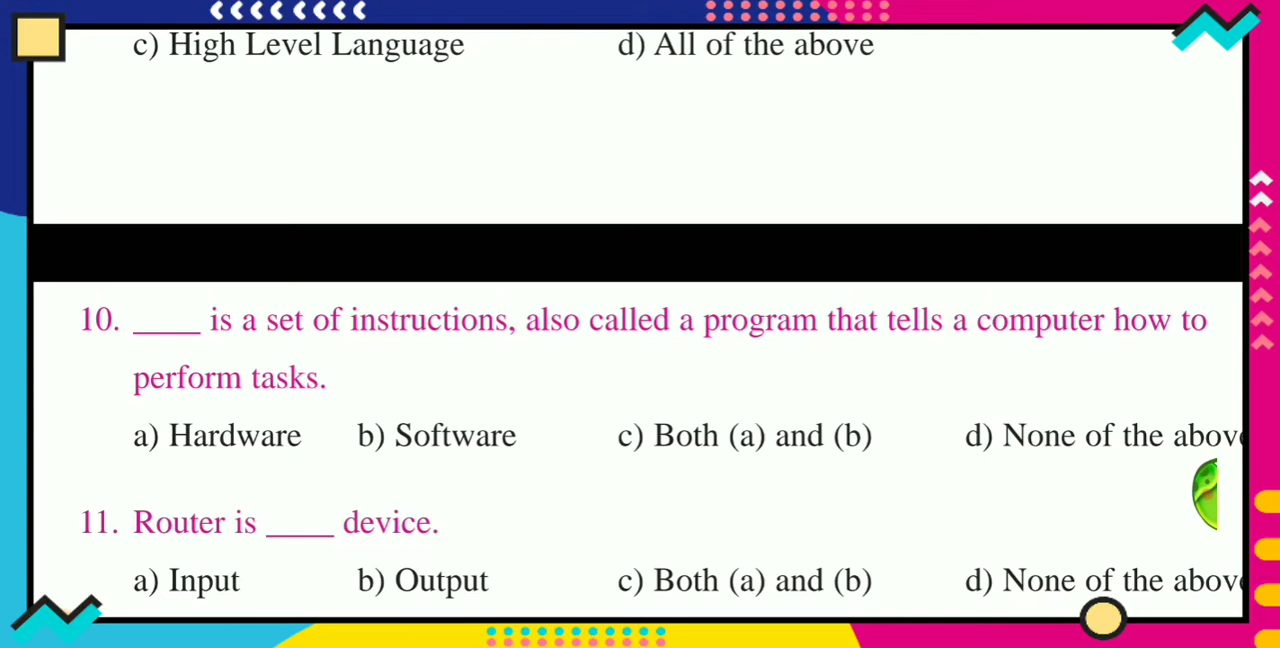 c) High Level Language d) All of the above
10. ____ is a set of instructions, also called a program that tells a computer how to
perform tasks.
a) Hardware b) Software c) Both (a) and (b) d) None of the above
11. Router is ____ device.
a) Input b) Output c) Both (a) and (b) d) None of the above